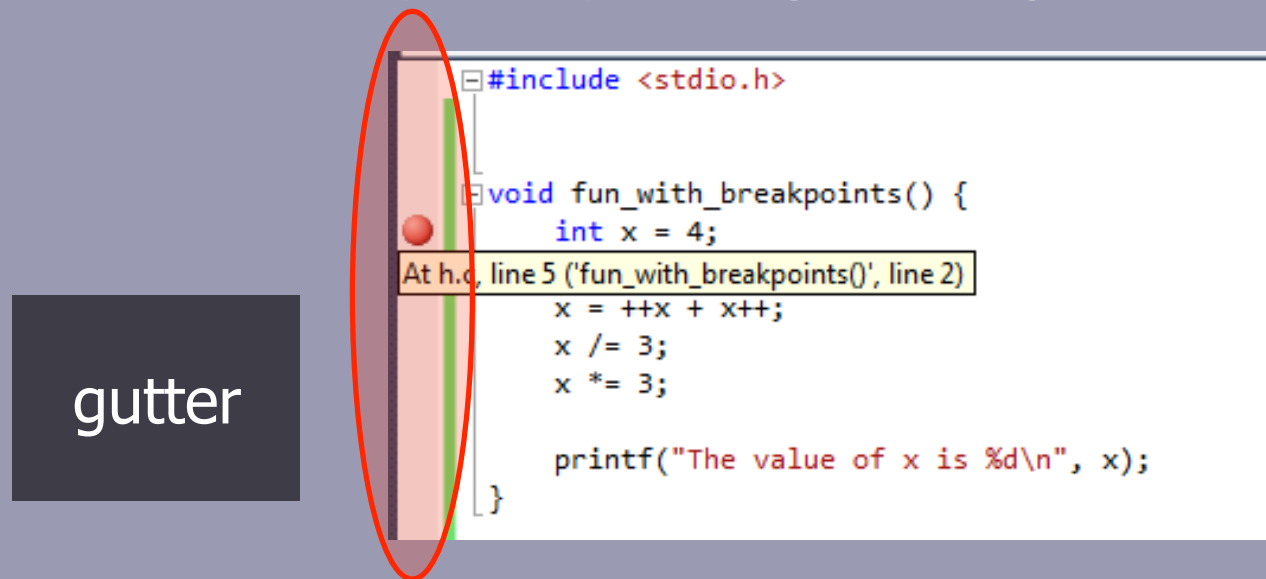 #include <stdio.h>
void fun_with_breakpoints() {
int x = 4;
At h.c, line 5 ('fun_with_breakpoints()', line 2)
x = ++x + x++;
x /= 3;
x *= 3;
printf("The value of x is %d\n", x);
}
gutter